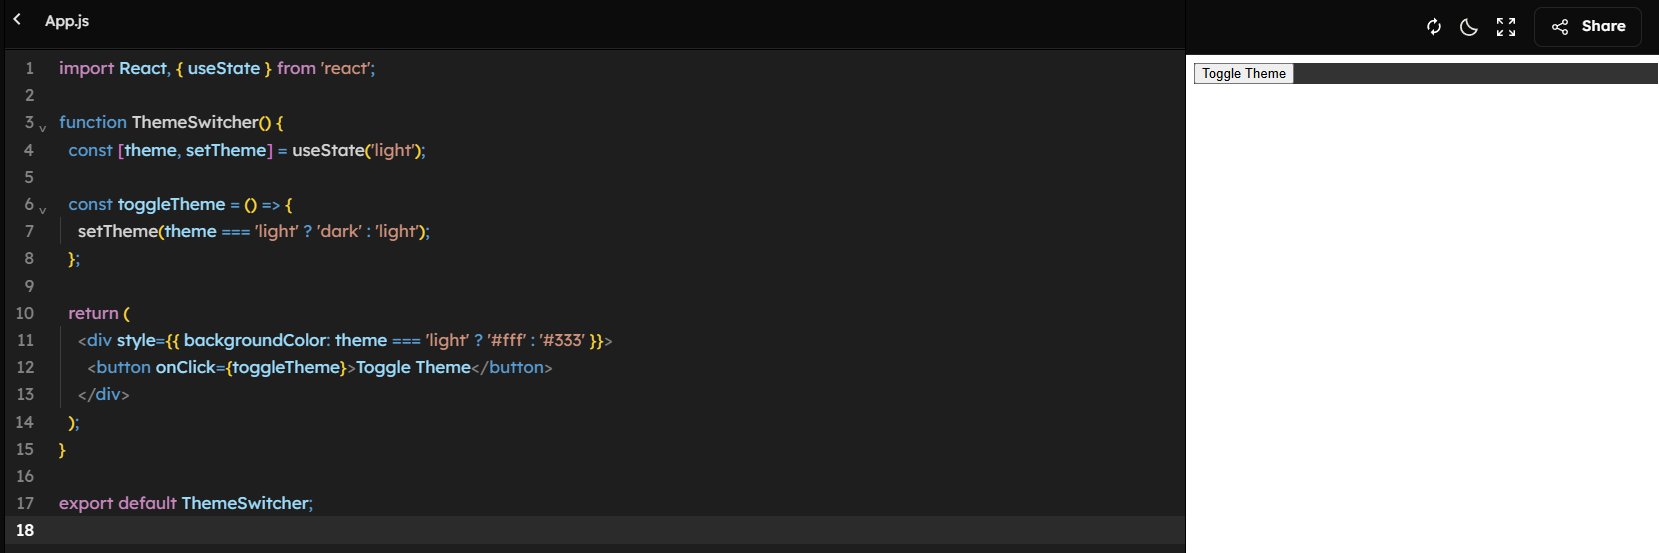 App.js
Share
1 import React, { useState } from 'react';
2
3 function ThemeSwitcher() {
4 const [theme, setTheme] = useState('light');
5
6 const toggleTheme = () => {
7 setTheme(theme === 'light' ? 'dark' : 'light');
8 };
9
10 return (
11 <div style={{ backgroundColor: theme === 'light' ? '#fff' : '#333' }}>
12 <button onClick={toggleTheme}>Toggle Theme</button>
13 </div>
14 );
15 }
16
17 export default ThemeSwitcher;
18
Toggle Theme